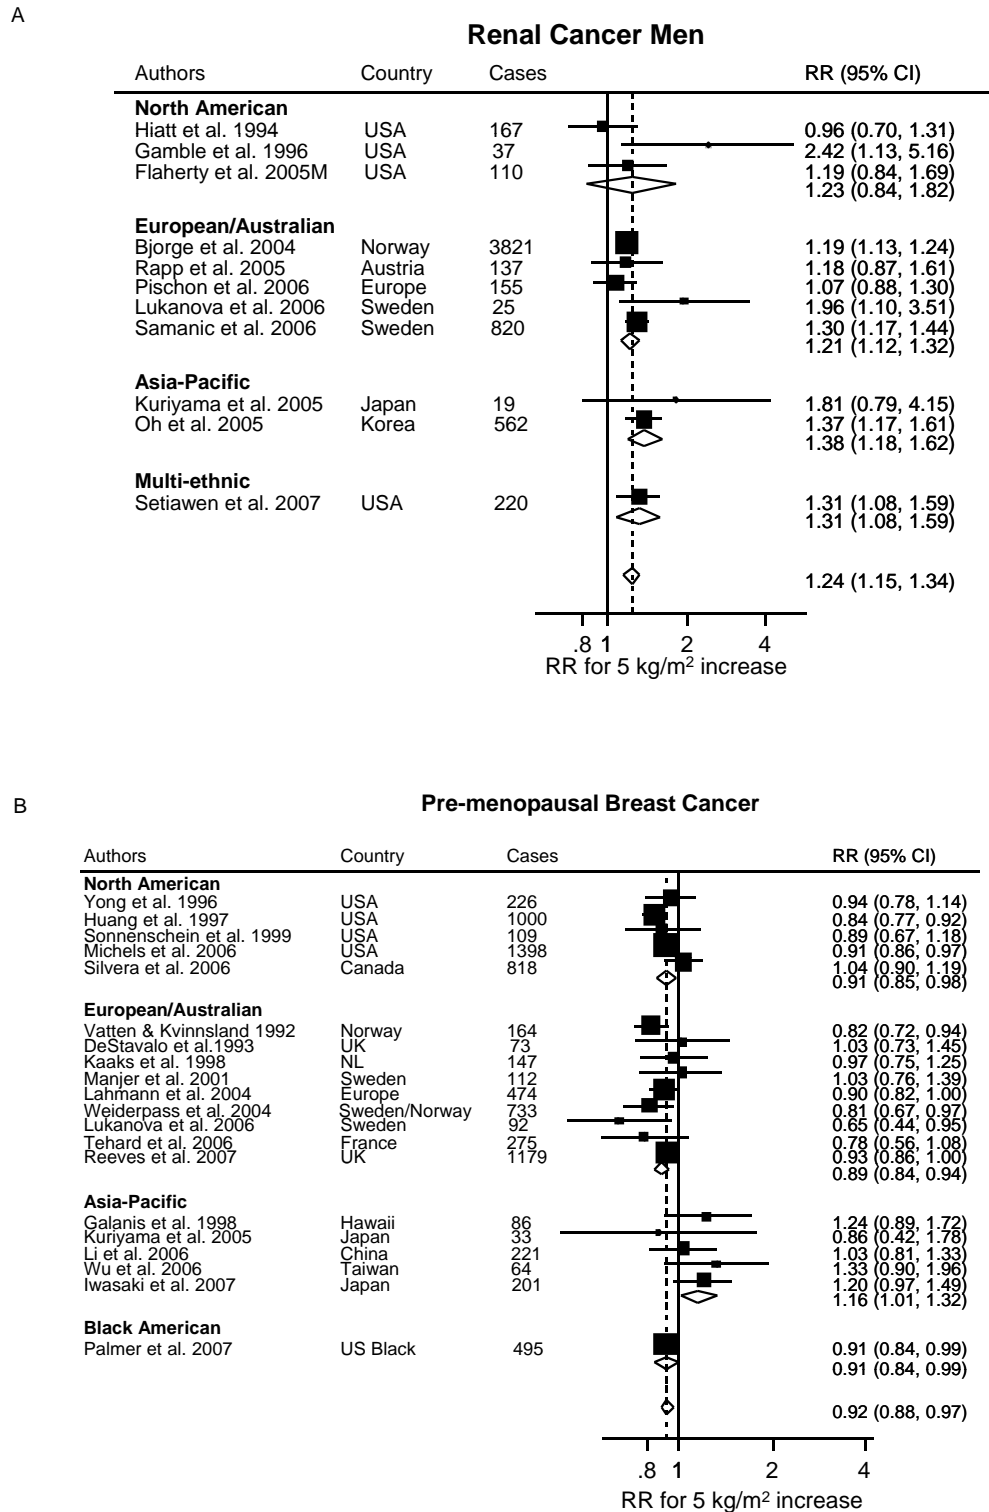 A
Renal Cancer Men
Authors Country Cases RR (95% CI)
North American
Hiatt et al. 1994 USA 167 0.96 (0.70, 1.31)
Gamble et al. 1996 USA 37 2.42 (1.13, 5.16)
Flaherty et al. 2005M USA 110 1.19 (0.84, 1.69)
1.23 (0.84, 1.82)
European/Australian
Bjorge et al. 2004 Norway 3821 1.19 (1.13, 1.24)
Rapp et al. 2005 Austria 137 1.18 (0.87, 1.61)
Pischon et al. 2006 Europe 155 1.07 (0.88, 1.30)
Lukanova et al. 2006 Sweden 25 1.96 (1.10, 3.51)
Samanic et al. 2006 Sweden 820 1.30 (1.17, 1.44)
1.21 (1.12, 1.32)
Asia-Pacific
Kuriyama et al. 2005 Japan 19 1.81 (0.79, 4.15)
Oh et al. 2005 Korea 562 1.37 (1.17, 1.61)
1.38 (1.18, 1.62)
Multi-ethnic
Setiawen et al. 2007 USA 220 1.31 (1.08, 1.59)
1.31 (1.08, 1.59)
1.24 (1.15, 1.34)
.8 1 2 4
RR for 5 kg/m² increase
B
Pre-menopausal Breast Cancer
Authors Country Cases RR (95% CI)
North American
Yong et al. 1996 USA 226 0.94 (0.78, 1.14)
Huang et al. 1997 USA 1000 0.84 (0.77, 0.92)
Sonnenschein et al. 1999 USA 109 0.89 (0.67, 1.18)
Michels et al. 2006 USA 1398 0.91 (0.86, 0.97)
Silvera et al. 2006 Canada 818 1.04 (0.90, 1.19)
0.91 (0.85, 0.98)
European/Australian
Vatten & Kvinnsland 1992 Norway 164 0.82 (0.72, 0.94)
DeStavalo et al.1993 UK 73 1.03 (0.73, 1.45)
Kaaks et al. 1998 NL 147 0.97 (0.75, 1.25)
Manjer et al. 2001 Sweden 112 1.03 (0.76, 1.39)
Lahmann et al. 2004 Europe 474 0.90 (0.82, 1.00)
Weiderpass et al. 2004 Sweden/Norway 733 0.81 (0.67, 0.97)
Lukanova et al. 2006 Sweden 92 0.65 (0.44, 0.95)
Tehard et al. 2006 France 275 0.78 (0.56, 1.08)
Reeves et al. 2007 UK 1179 0.93 (0.86, 1.00)
0.89 (0.84, 0.94)
Asia-Pacific
Galanis et al. 1998 Hawaii 86 1.24 (0.89, 1.72)
Kuriyama et al. 2005 Japan 33 0.86 (0.42, 1.78)
Li et al. 2006 China 221 1.03 (0.81, 1.33)
Wu et al. 2006 Taiwan 64 1.33 (0.90, 1.96)
Iwasaki et al. 2007 Japan 201 1.20 (0.97, 1.49)
1.16 (1.01, 1.32)
Black American
Palmer et al. 2007 US Black 495 0.91 (0.84, 0.99)
0.91 (0.84, 0.99)
0.92 (0.88, 0.97)
.8 1 2 4
RR for 5 kg/m² increase